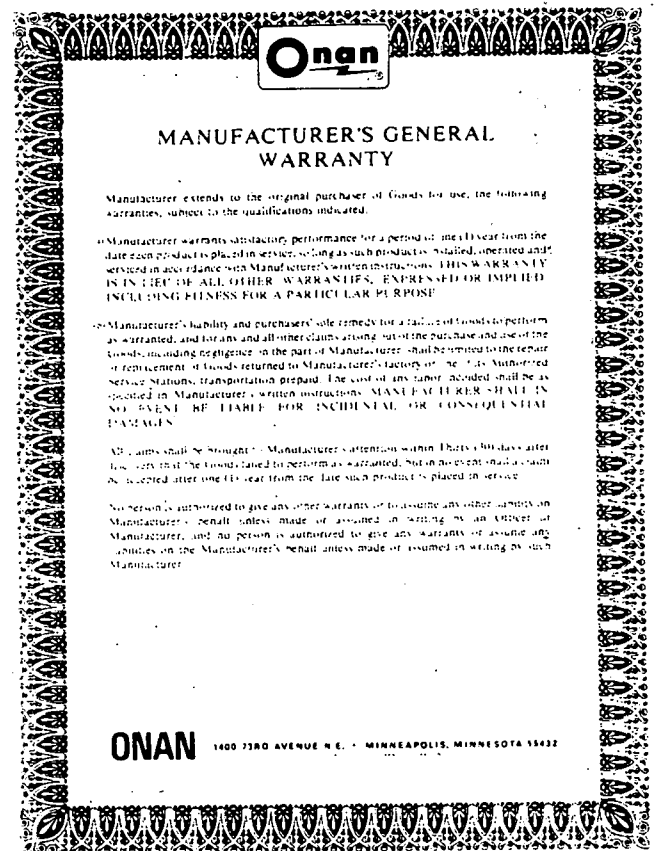 Onan
MANUFACTURER'S GENERAL
WARRANTY
Manufacturer extends to the original purchaser of Goods for use, the following
warranties, subject to the qualifications indicated.
Manufacturer warrants satisfactory performance for a period of one (1) year from the
date each product is placed in service, so long as such product is installed, operated and
serviced in accordance with Manufacturer's written instructions. THIS WARRANTY
IS IN LIEU OF ALL OTHER WARRANTIES, EXPRESSED OR IMPLIED
INCLUDING FITNESS FOR A PARTICULAR PURPOSE
Manufacturer's liability and purchasers' sole remedy for a failure of Goods to perform
as warranted, and for any and all other claims arising out of the purchase and use of the
Goods, including negligence on the part of Manufacturer shall be limited to the repair
or replacement of Goods returned to Manufacturer's factory or one of its Authorized
Service Stations, transportation prepaid. The cost of any labor included shall be as
specified in Manufacturer's written instructions. MANUFACTURER SHALL IN
NO EVENT BE LIABLE FOR INCIDENTAL OR CONSEQUENTIAL
DAMAGES
All claims shall be brought to Manufacturer's attention within Thirty (30) days after
discovery that the Goods failed to perform as warranted, but in no event shall a claim
be accepted after one (1) year from the date such product is placed in service
No person is authorized to give any other warranty or to assume any other liability on
Manufacturer's behalf unless made or assumed in writing by an Officer of
Manufacturer, and no person is authorized to give any warranty or assume any
liabilities on the Manufacturer's behalf unless made or assumed in writing by such
Manufacturer
ONAN 1400 73RD AVENUE N.E. • MINNEAPOLIS, MINNESOTA 55432